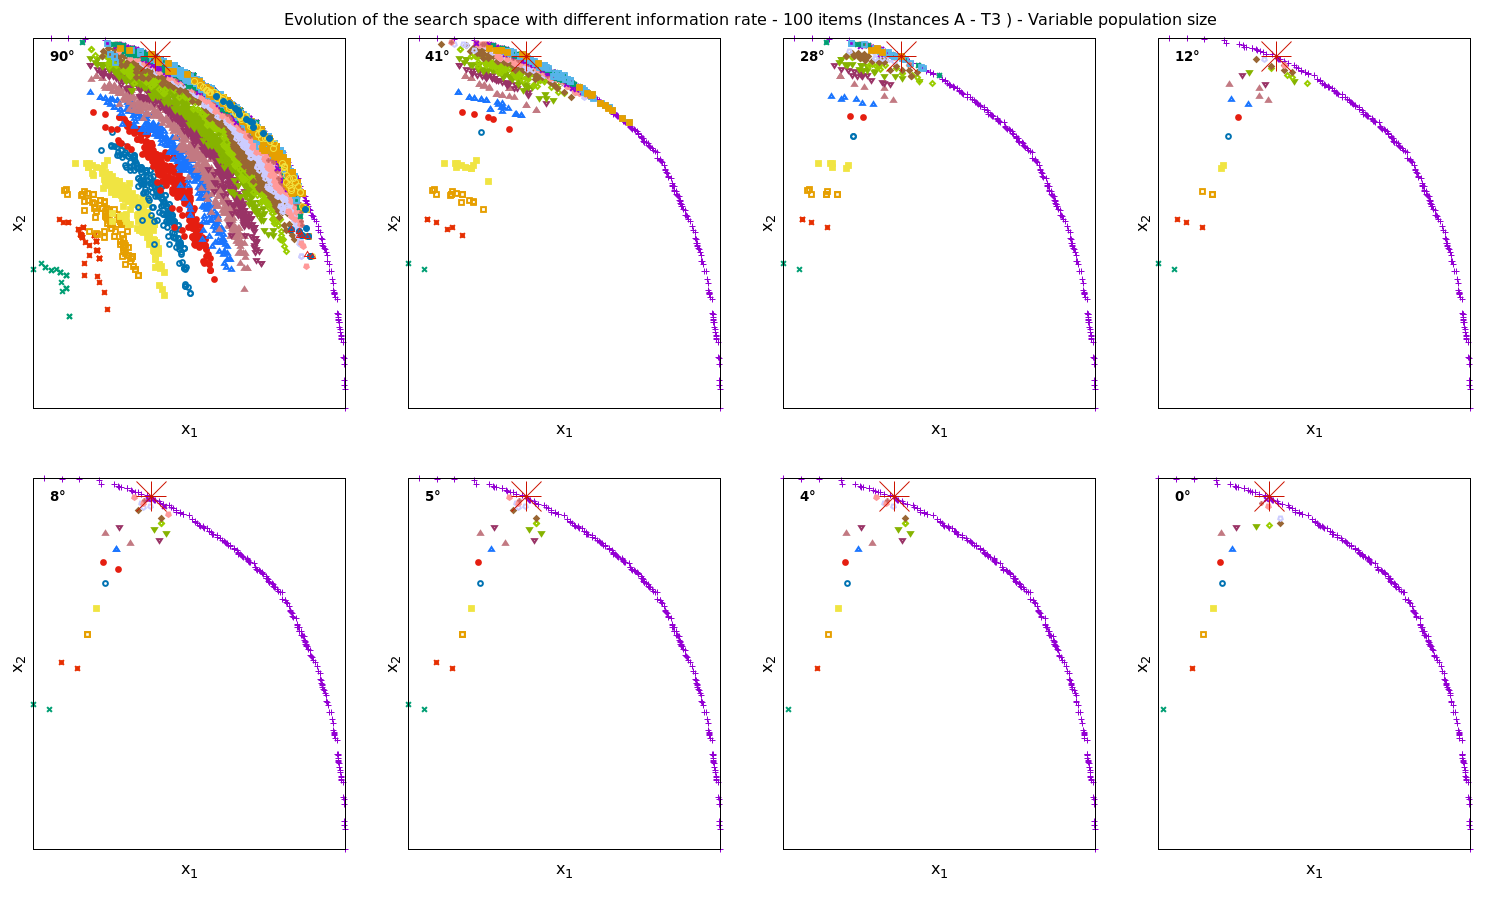 Evolution of the search space with different information rate - 100 items (Instances A - T3 ) - Variable population size
90°
41°
28°
12°
x2
x2
x2
x2
x1
x1
x1
x1
8°
5°
4°
0°
x2
x2
x2
x2
x1
x1
x1
x1